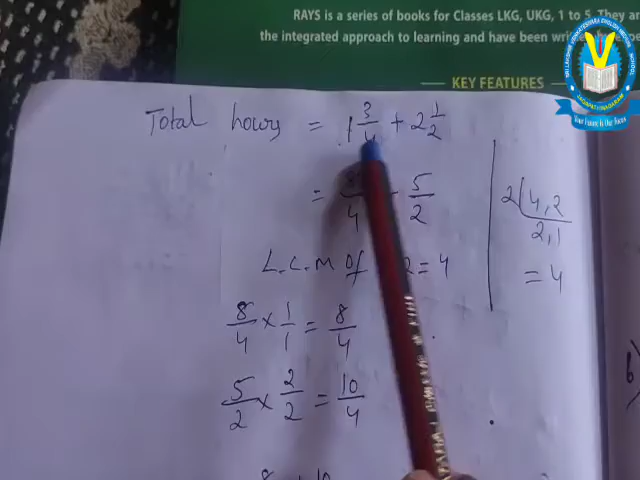 RAYS is a series of books for Classes LKG, UKG, 1 to 5. They are
the integrated approach to learning and have been
KEY FEATURES
Total hours = 1 3/4 + 2 1/2
= 8/4 5/2
L.C.M of 2 = 4
8/4 × 1/1 = 8/4
5/2 × 2/2 = 10/4
2 | 4, 2
2, 1
= 4
Your Future is Our Focus